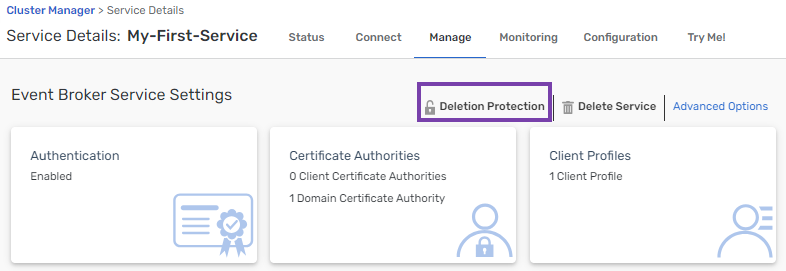 Cluster Manager > Service Details
Service Details: My-First-Service Status Connect Manage Monitoring Configuration Try Me!
Event Broker Service Settings
Deletion Protection Delete Service Advanced Options
Authentication
Enabled
Certificate Authorities
0 Client Certificate Authorities
1 Domain Certificate Authority
Client Profiles
1 Client Profile